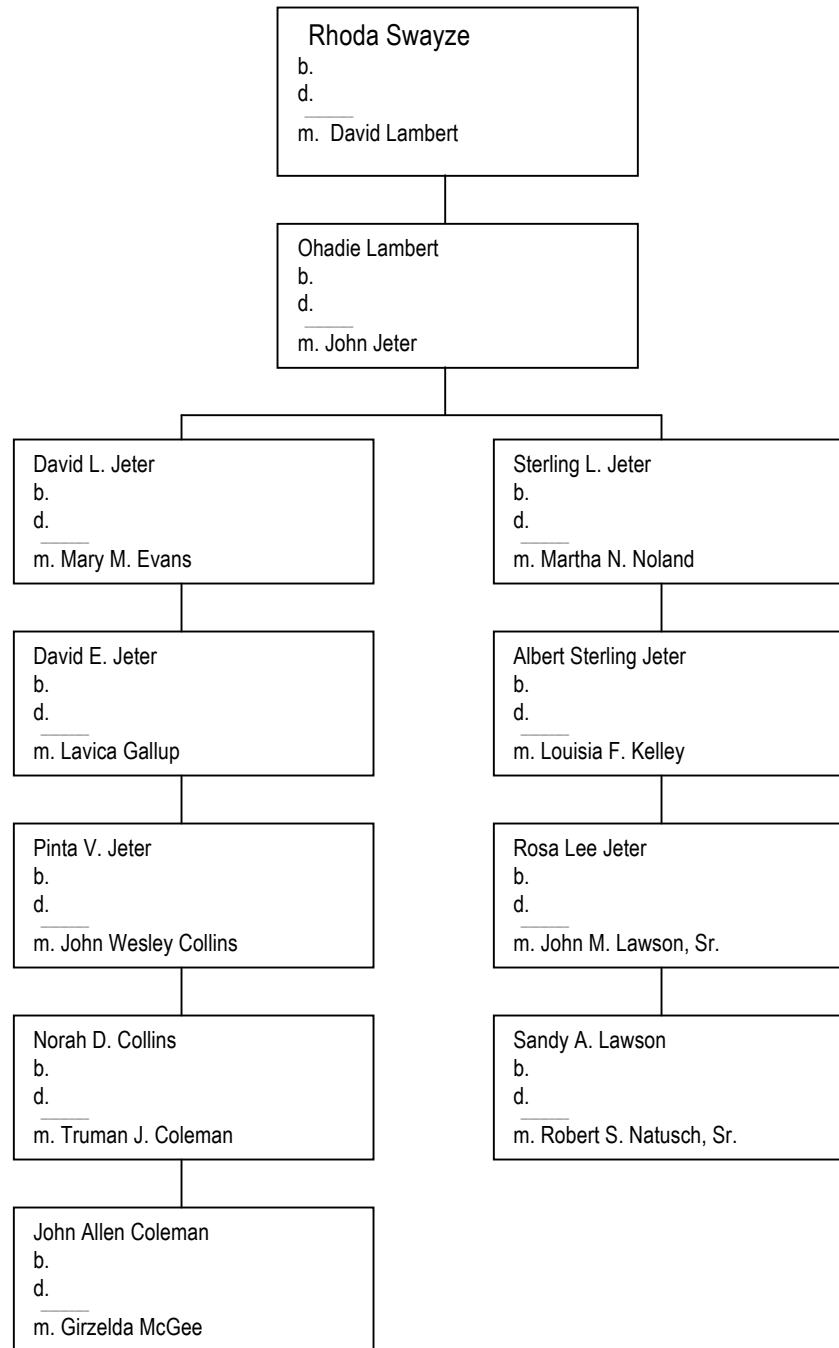 Rhoda Swayze
b.
d.
m. David Lambert
Ohadie Lambert
b.
d.
m. John Jeter
David L. Jeter
b.
d.
m. Mary M. Evans
Sterling L. Jeter
b.
d.
m. Martha N. Noland
David E. Jeter
b.
d.
m. Lavica Gallup
Albert Sterling Jeter
b.
d.
m. Louisia F. Kelley
Pinta V. Jeter
b.
d.
m. John Wesley Collins
Rosa Lee Jeter
b.
d.
m. John M. Lawson, Sr.
Norah D. Collins
b.
d.
m. Truman J. Coleman
Sandy A. Lawson
b.
d.
m. Robert S. Natusch, Sr.
John Allen Coleman
b.
d.
m. Girzelda McGee